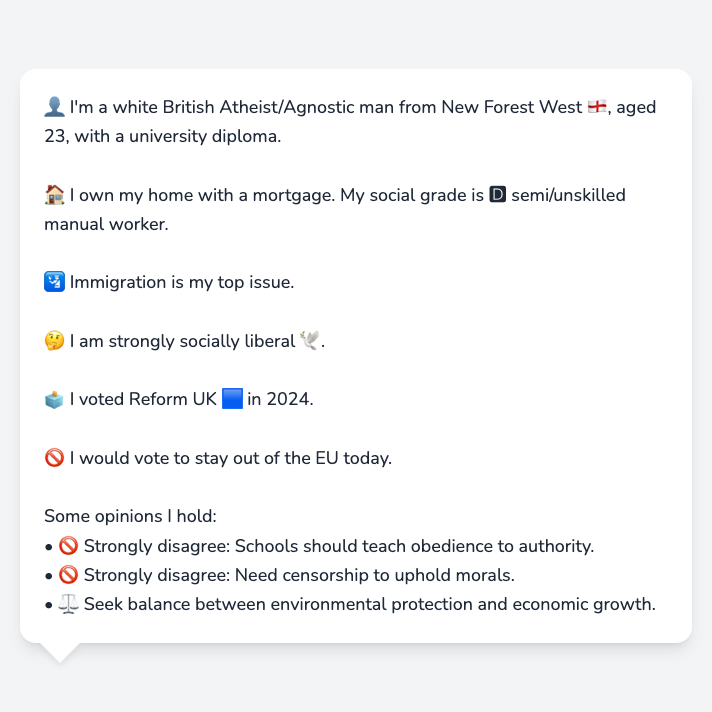 👤 I'm a white British Atheist/Agnostic man from New Forest West 🏴󠁧󠁢󠁥󠁮󠁧󠁿, aged
23, with a university diploma.
🏠 I own my home with a mortgage. My social grade is 🅳 semi/unskilled
manual worker.
🛂 Immigration is my top issue.
🤔 I am strongly socially liberal 🕊️.
🗳️ I voted Reform UK 🟦 in 2024.
🚫 I would vote to stay out of the EU today.
Some opinions I hold:
• 🚫 Strongly disagree: Schools should teach obedience to authority.
• 🚫 Strongly disagree: Need censorship to uphold morals.
• ⚖️ Seek balance between environmental protection and economic growth.